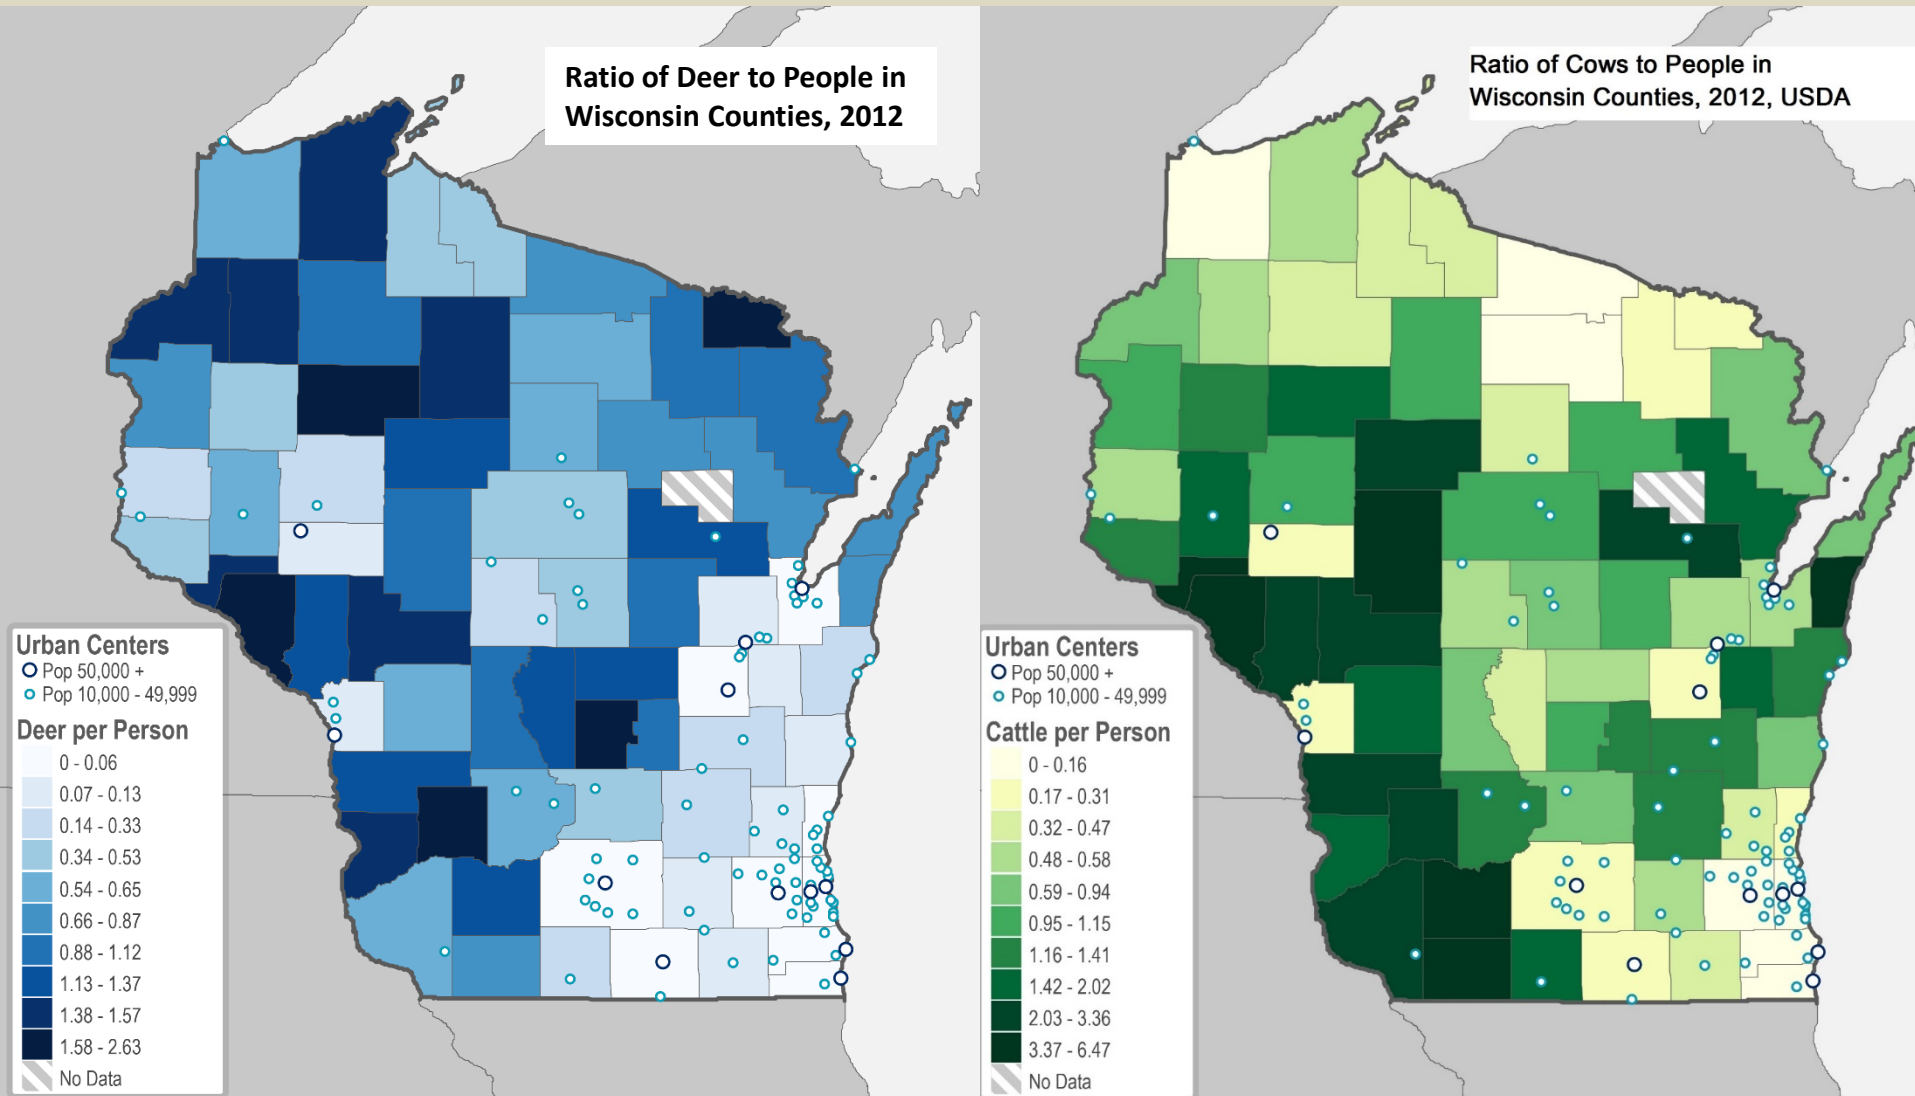 Ratio of Deer to People in
Wisconsin Counties, 2012
Urban Centers
Pop 50,000 +
Pop 10,000 - 49,999
Deer per Person
0 - 0.06
0.07 - 0.13
0.14 - 0.33
0.34 - 0.53
0.54 - 0.65
0.66 - 0.87
0.88 - 1.12
1.13 - 1.37
1.38 - 1.57
1.58 - 2.63
No Data
Ratio of Cows to People in
Wisconsin Counties, 2012, USDA
Urban Centers
Pop 50,000 +
Pop 10,000 - 49,999
Cattle per Person
0 - 0.16
0.17 - 0.31
0.32 - 0.47
0.48 - 0.58
0.59 - 0.94
0.95 - 1.15
1.16 - 1.41
1.42 - 2.02
2.03 - 3.36
3.37 - 6.47
No Data